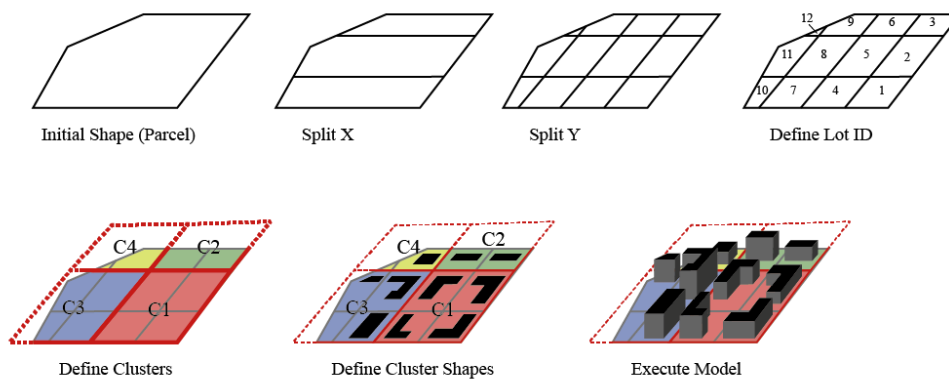 Initial Shape (Parcel)
Split X
Split Y
12
9
6
3
11
8
5
2
10
7
4
1
Define Lot ID
C4
C2
C3
C1
Define Clusters
C4
C2
C3
C1
Define Cluster Shapes
Execute Model